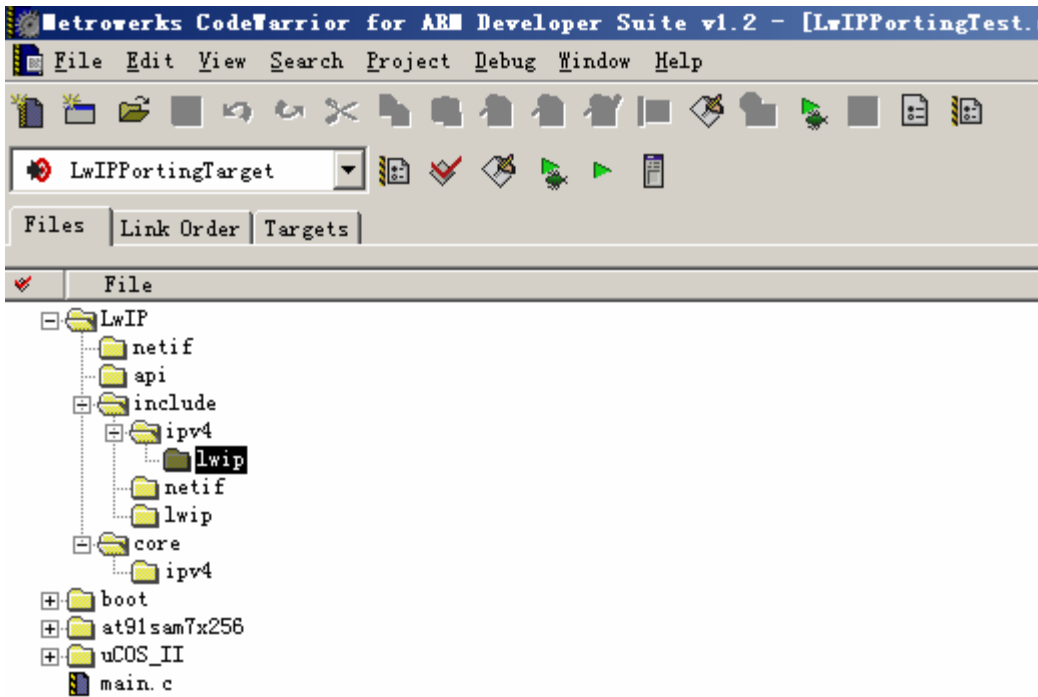 Metrowerks CodeWarrior for ARM Developer Suite v1.2 - [LwIPPortingTest.
File Edit View Search Project Debug Window Help
LwIPPortingTarget
Files Link Order Targets
File
LwIP
netif
api
include
ipv4
lwip
netif
lwip
core
ipv4
boot
at91sam7x256
uCOS_II
main.c